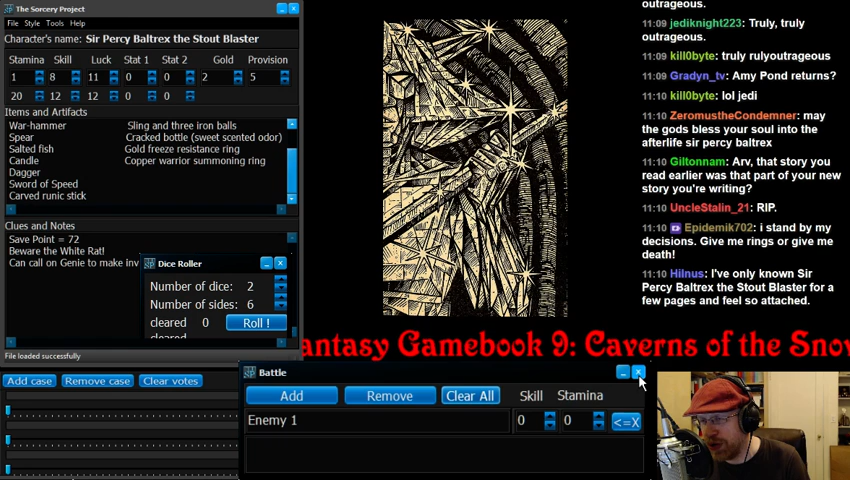 The Sorcery Project
File Style Tools Help
Character's name: Sir Percy Baltrex the Stout Blaster
Stamina Skill Luck Stat 1 Stat 2 Gold Provision
1 8 11 0 0 2 5
20 12 12 0 0
Items and Artifacts
War-hammer Sling and three iron balls
Spear Cracked bottle (sweet scented odor)
Salted fish Gold freeze resistance ring
Candle Copper warrior summoning ring
Dagger
Sword of Speed
Carved runic stick
Clues and Notes
Save Point = 72
Beware the White Rat!
Can call on Genie to make inv
Dice Roller
Number of dice: 2
Number of sides: 6
cleared 0 Roll !
cleared
File loaded successfully
Add case Remove case Clear votes
antasy Gamebook 9: Caverns of the Snow
Battle
Add Remove Clear All Skill Stamina
Enemy 1 0 0 <=X
outrageous.
11:09 jediknight223: Truly, truly
outrageous.
11:09 kill0byte: truly rulyoutrageous
11:09 Gradyn_tv: Amy Pond returns?
11:10 kill0byte: lol jedi
11:10 ZeromustheCondemner: may
the gods bless your soul into the
afterlife sir percy baltrex
11:10 Giltonnam: Arv, that story you
read earlier was that part of your new
story you're writing?
11:10 UncleStalin_21: RIP.
11:10 Epidemik702: i stand by my
decisions. Give me rings or give me
death!
11:10 Hilnus: I've only known Sir
Percy Baltrex the Stout Blaster for a
few pages and feel so attached.